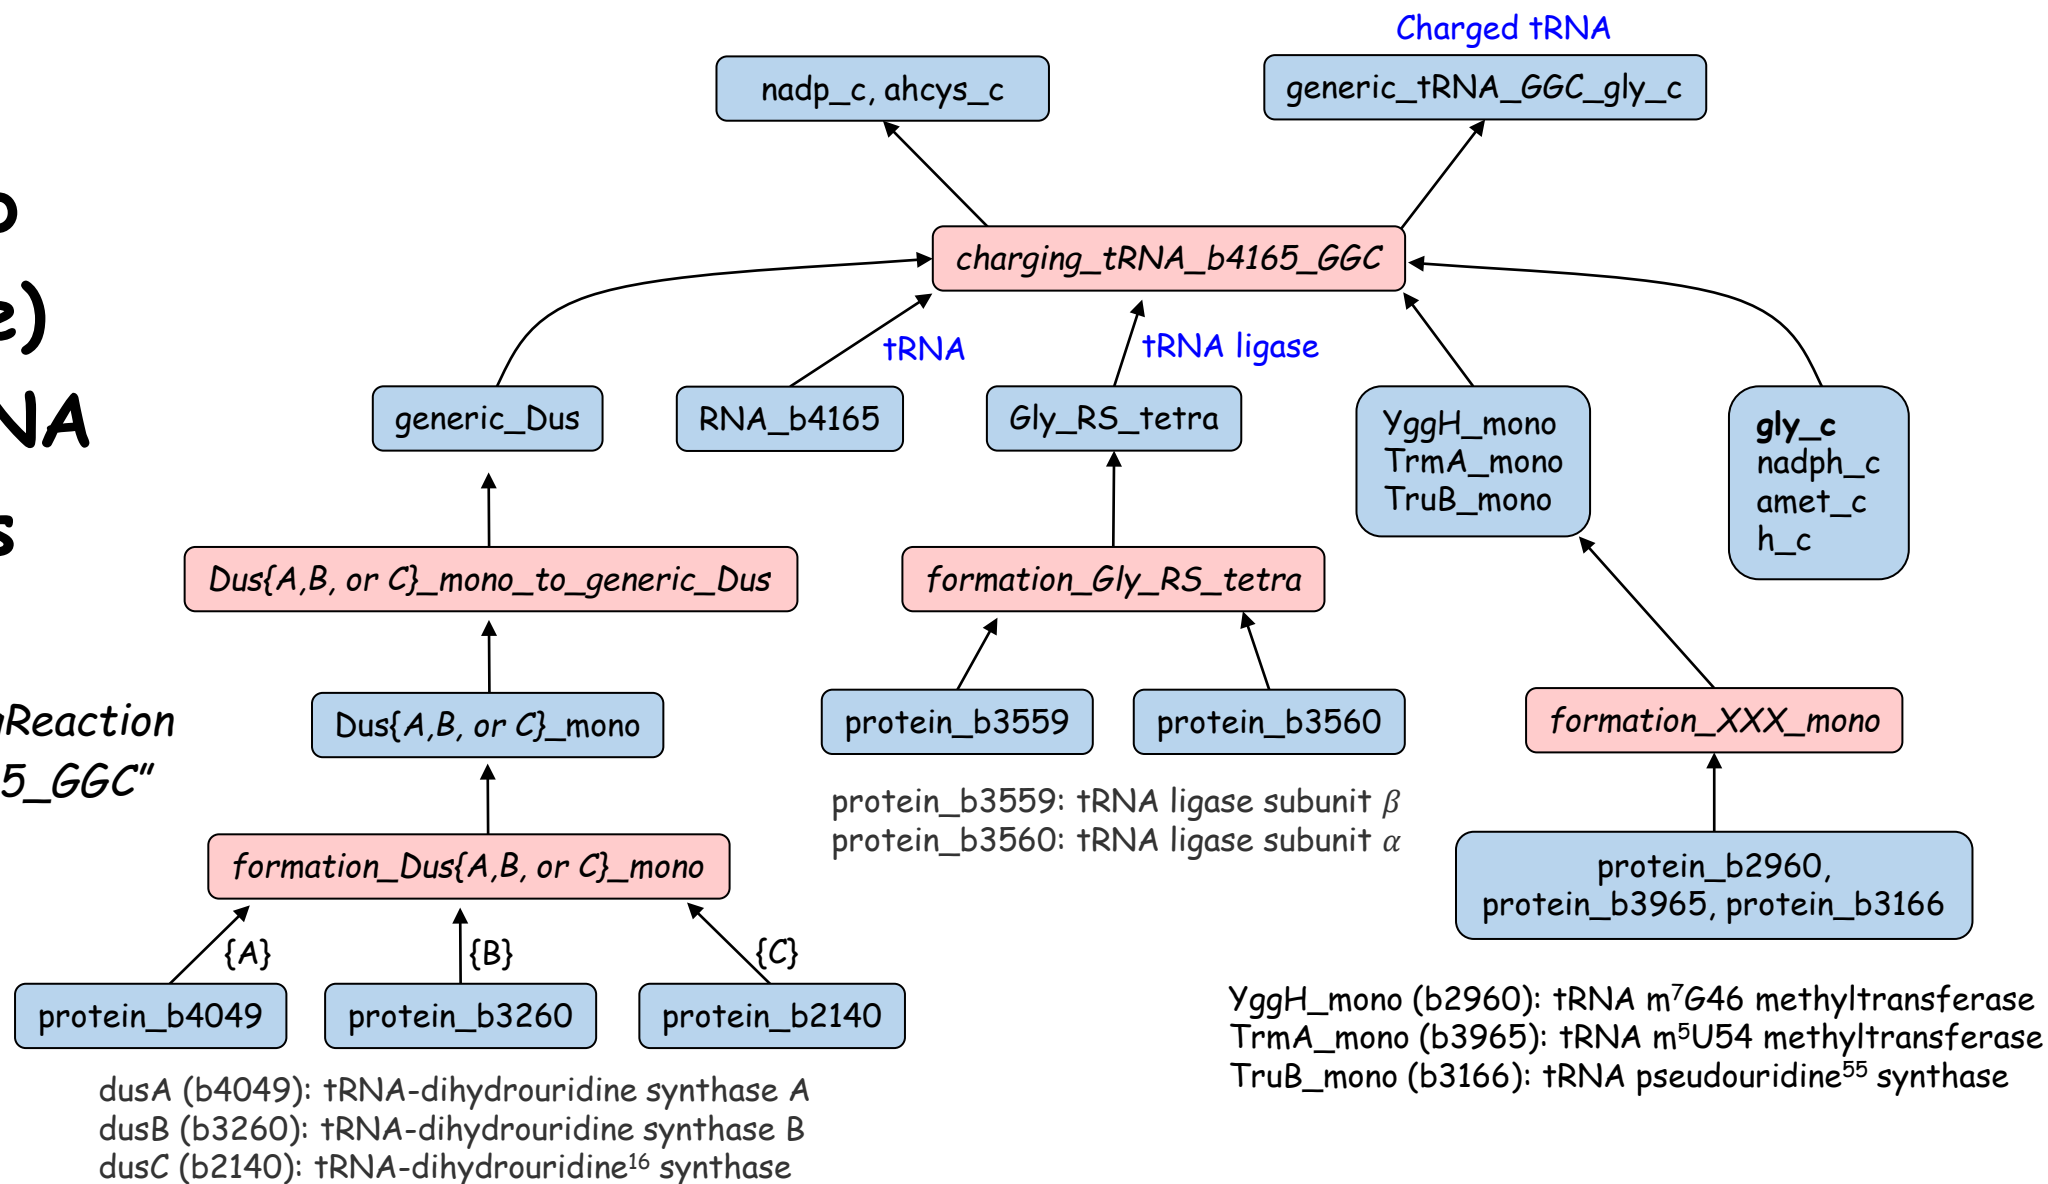 Charged tRNA
nadp_c, ahcys_c
generic_tRNA_GGC_gly_c
charging_tRNA_b4165_GGC
tRNA
tRNA ligase
generic_Dus
RNA_b4165
Gly_RS_tetra
YggH_mono
TrmA_mono
TruB_mono
gly_c
nadph_c
amet_c
h_c
Dus{A,B, or C}_mono_to_generic_Dus
formation_Gly_RS_tetra
Dus{A,B, or C}_mono
protein_b3559
protein_b3560
formation_XXX_mono
5_GGC"
protein_b3559: tRNA ligase subunit β
protein_b3560: tRNA ligase subunit α
formation_Dus{A,B, or C}_mono
protein_b2960,
protein_b3965, protein_b3166
{A}
{B}
{C}
protein_b4049
protein_b3260
protein_b2140
YggH_mono (b2960): tRNA m⁷G46 methyltransferase
TrmA_mono (b3965): tRNA m⁵U54 methyltransferase
TruB_mono (b3166): tRNA pseudouridine⁵⁵ synthase
dusA (b4049): tRNA-dihydrouridine synthase A
dusB (b3260): tRNA-dihydrouridine synthase B
dusC (b2140): tRNA-dihydrouridine¹⁶ synthase